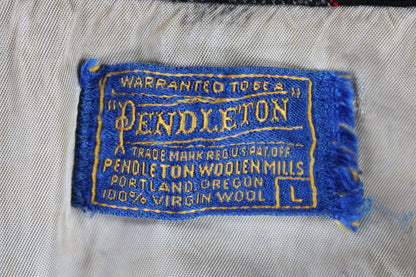 WARRANTED TO BE A
"PENDLETON"
TRADE MARK REG U.S. PAT. OFF.
PENDLETON WOOLEN MILLS
PORTLAND, OREGON
100% VIRGIN WOOL L